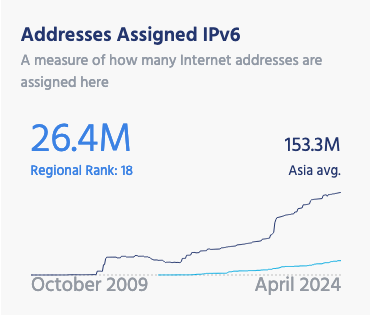 Addresses Assigned IPv6
A measure of how many Internet addresses are
assigned here
26.4M
153.3M
Regional Rank: 18
Asia avg.
October 2009
April 2024